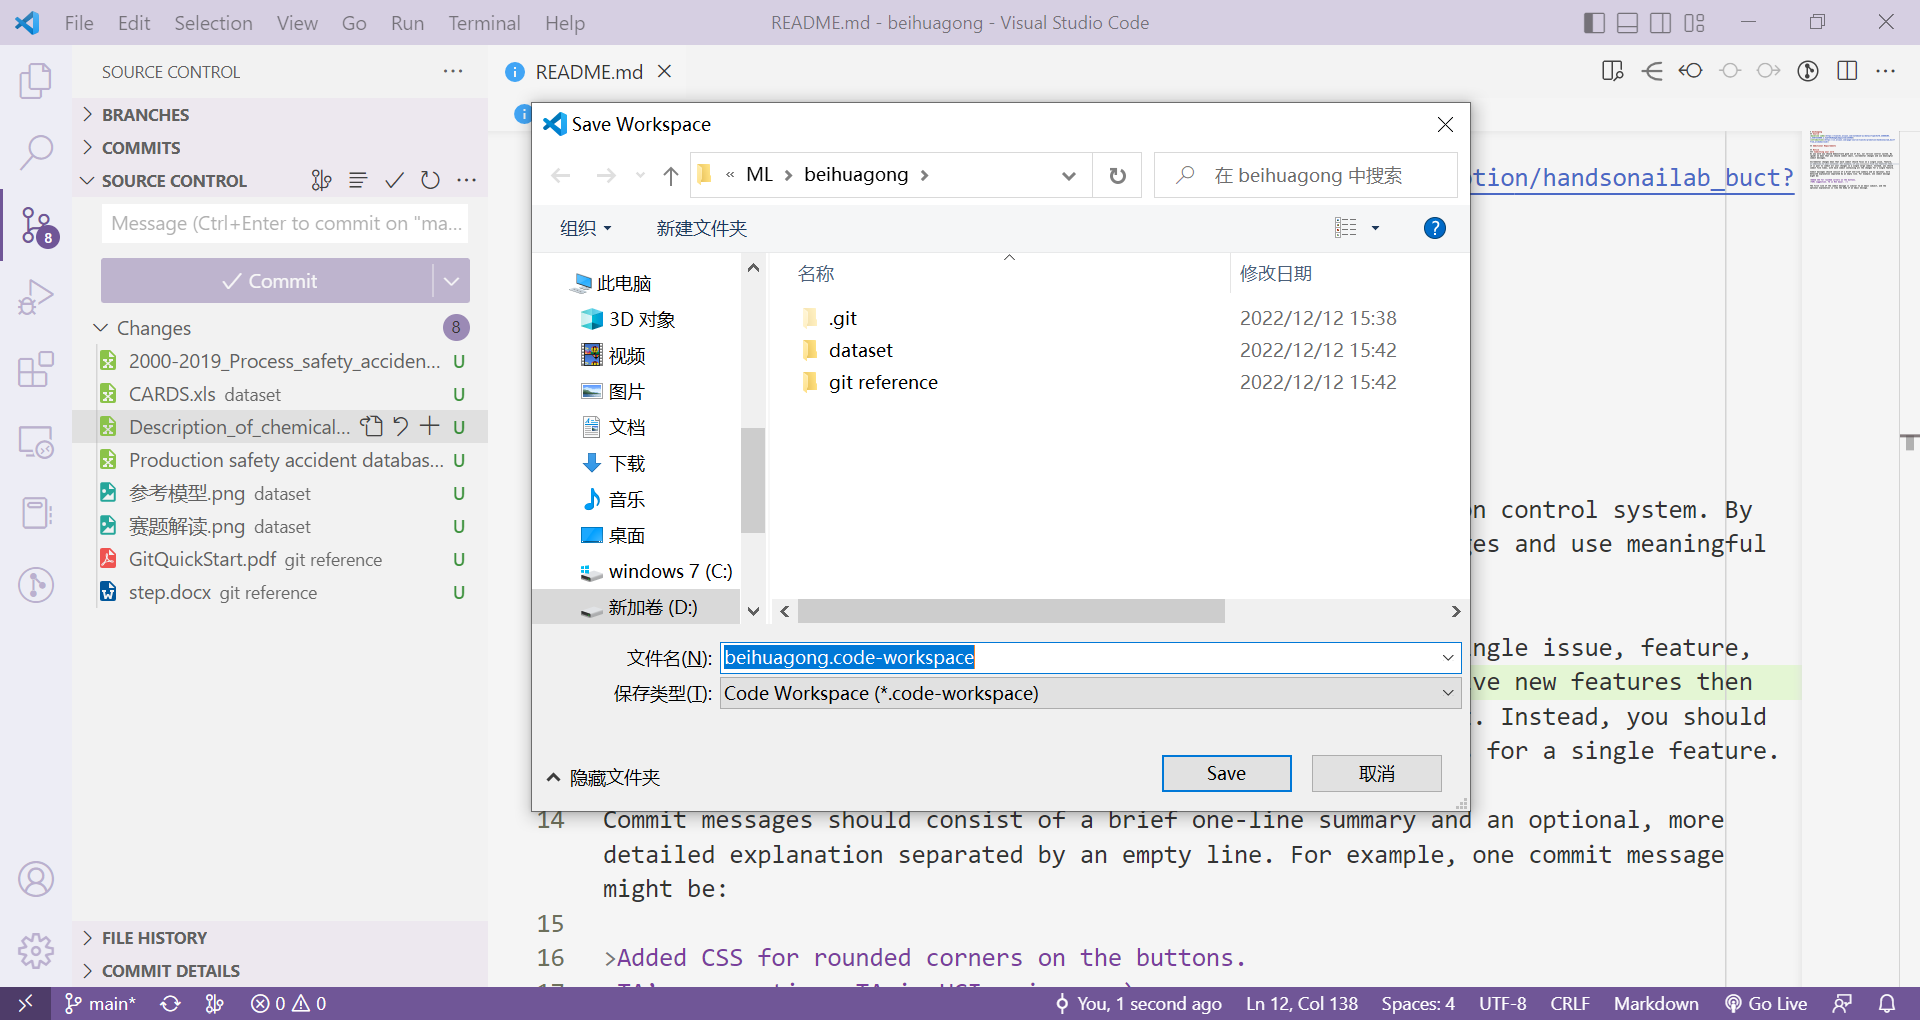 File Edit Selection View Go Run Terminal Help README.md - beihuagong - Visual Studio Code
SOURCE CONTROL
README.md
BRANCHES
COMMITS
SOURCE CONTROL
Message (Ctrl+Enter to commit on "ma...
8
Commit
Changes 8
2000-2019_Process_safety_acciden... U
CARDS.xls dataset U
Description_of_chemical... U
Production safety accident databas... U
参考模型.png dataset U
赛题解读.png dataset U
GitQuickStart.pdf git reference U
step.docx git reference U
FILE HISTORY
COMMIT DETAILS
Save Workspace
« ML › beihuagong ›
在 beihuagong 中搜索
组织 新建文件夹
此电脑
3D 对象
视频
图片
文档
下载
音乐
桌面
windows 7 (C:)
新加卷 (D:)
名称 修改日期
.git 2022/12/12 15:38
dataset 2022/12/12 15:42
git reference 2022/12/12 15:42
文件名(N): beihuagong.code-workspace
保存类型(T): Code Workspace (*.code-workspace)
隐藏文件夹
Save 取消
tion/handsonailab_buct?
n control system. By
ges and use meaningful
ngle issue, feature,
ve new features then
. Instead, you should
for a single feature.
14 Commit messages should consist of a brief one-line summary and an optional, more
detailed explanation separated by an empty line. For example, one commit message
might be:
15
16 >Added CSS for rounded corners on the buttons.
main* 0 0 You, 1 second ago Ln 12, Col 138 Spaces: 4 UTF-8 CRLF Markdown Go Live